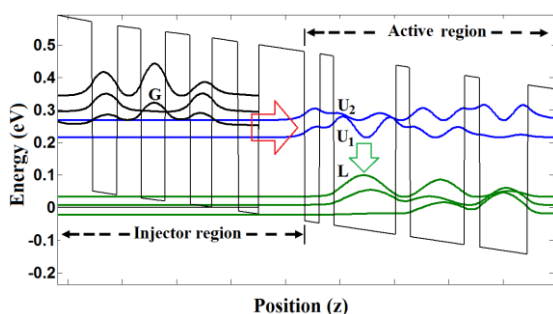 Active region
0.5
0.4
0.3
0.2
0.1
0
-0.1
-0.2
Energy (eV)
G
U2
U1
L
Injector region
Position (z)